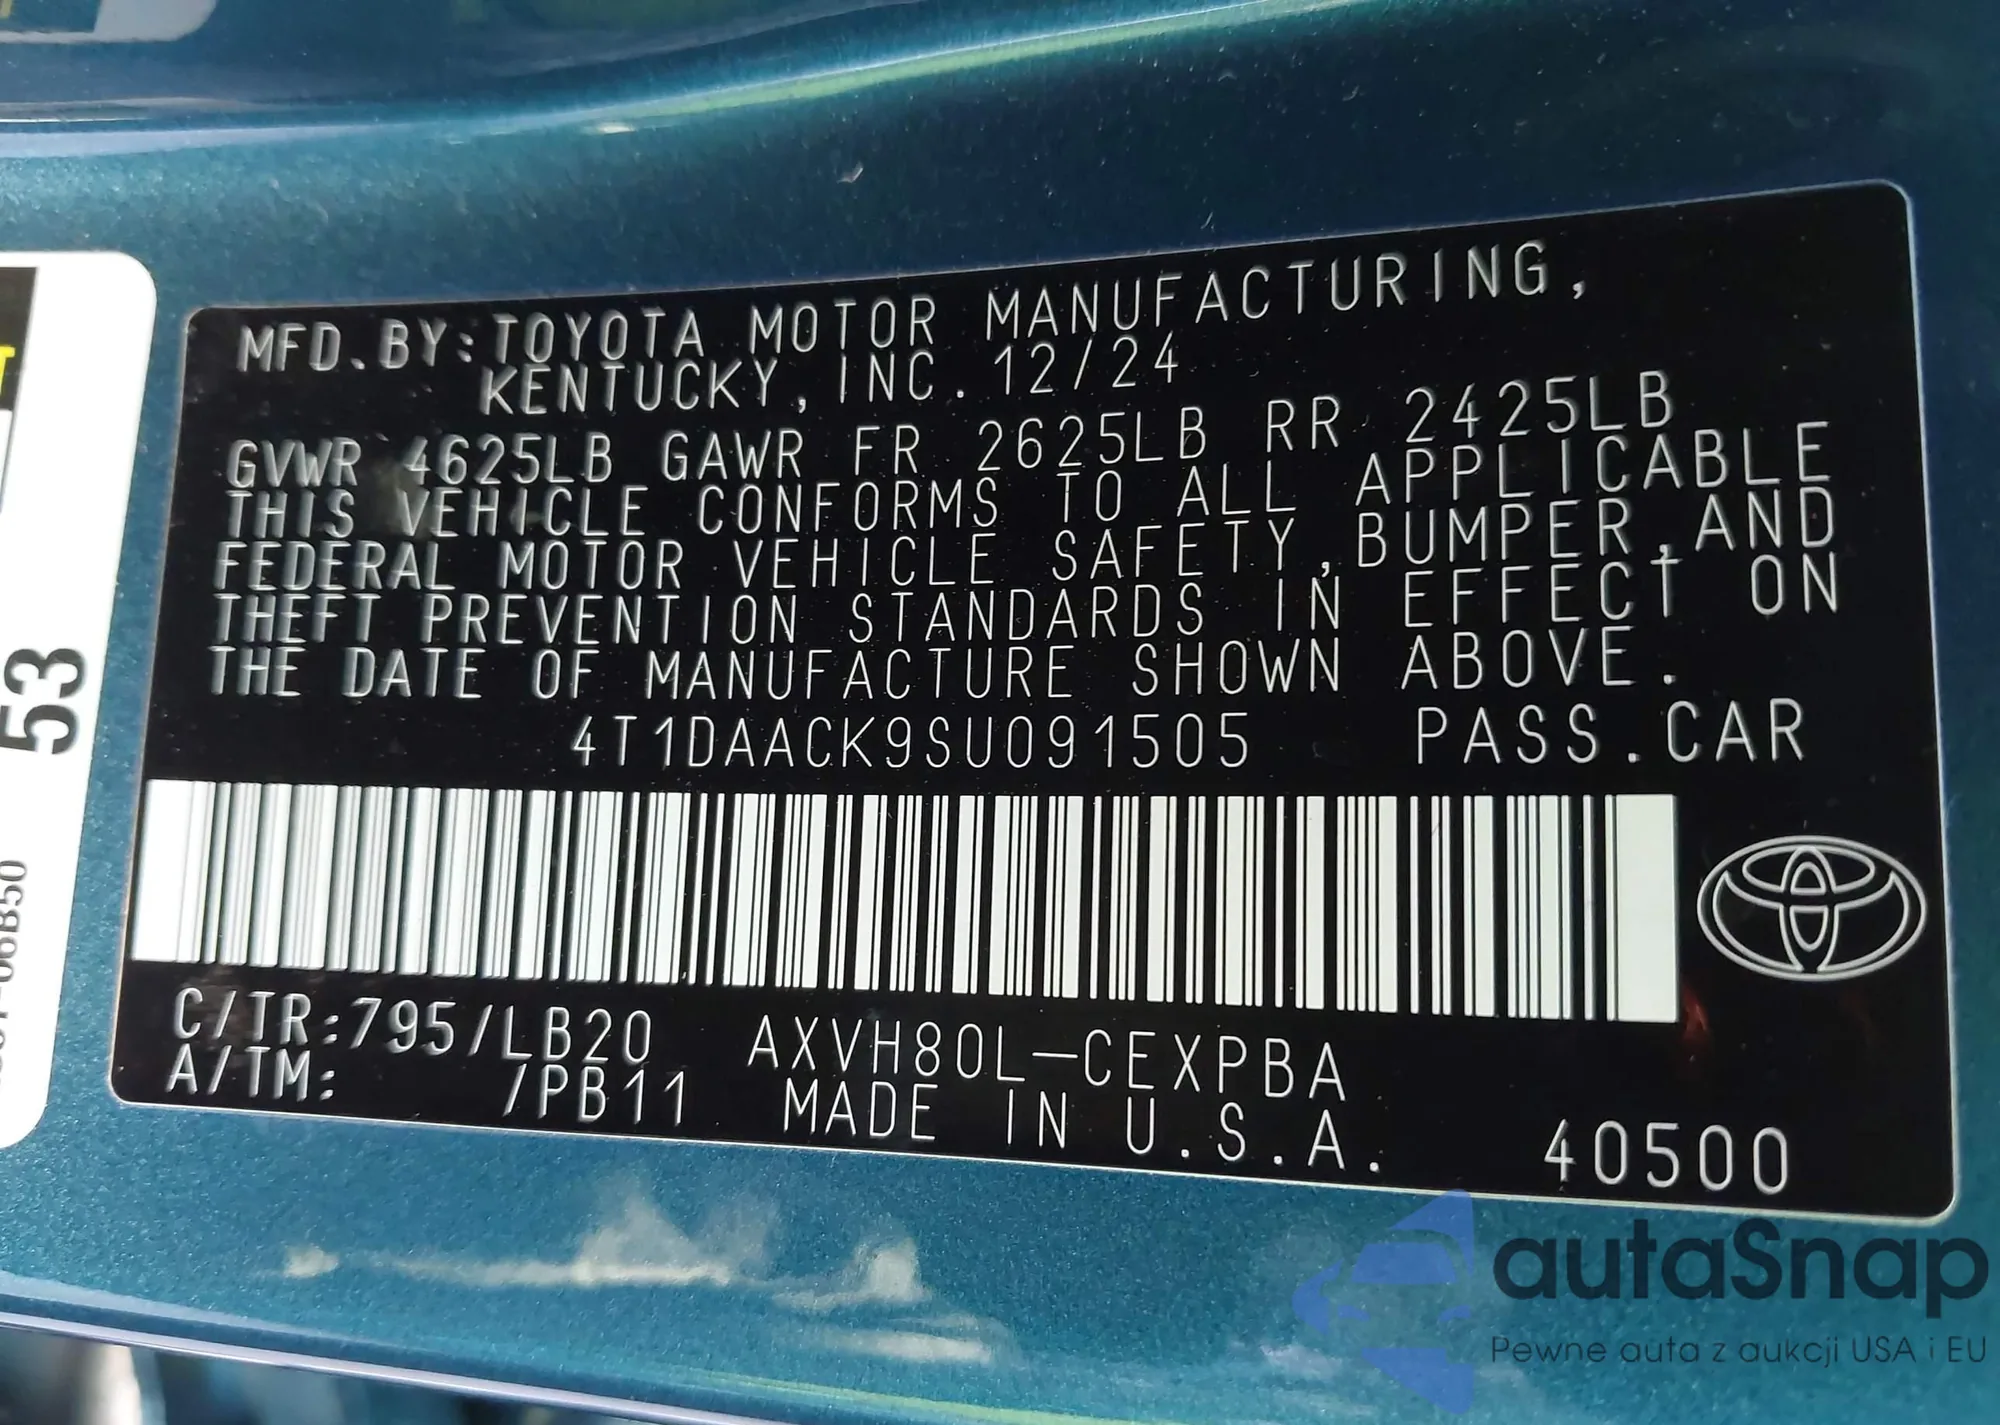 MFD.BY:TOYOTA MOTOR MANUFACTURING,
KENTUCKY, INC. 12/24
GVWR 4625LB GAWR FR 2625LB RR 2425LB
THIS VEHICLE CONFORMS TO ALL APPLICABLE
FEDERAL MOTOR VEHICLE SAFETY,BUMPER,AND
THEFT PREVENTION STANDARDS IN EFFECT ON
THE DATE OF MANUFACTURE SHOWN ABOVE.
4T1DAACK9SU091505 PASS.CAR
C/TR:795/LB20 AXVH80L-CEXPBA
A/TM: /PB11 MADE IN U.S.A. 40500
53
autaSnap
Pewne auta z aukcji USA i EU